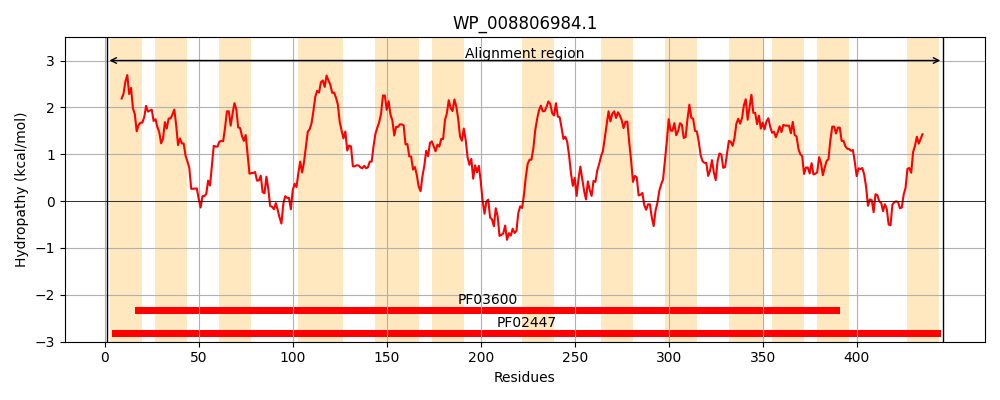 WP_008806984.1
Alignment region
Hydropathy (kcal/mol)
3
2
1
0
−1
−2
−3
PF03600
PF02447
0 50 100 150 200 250 300 350 400
Residues